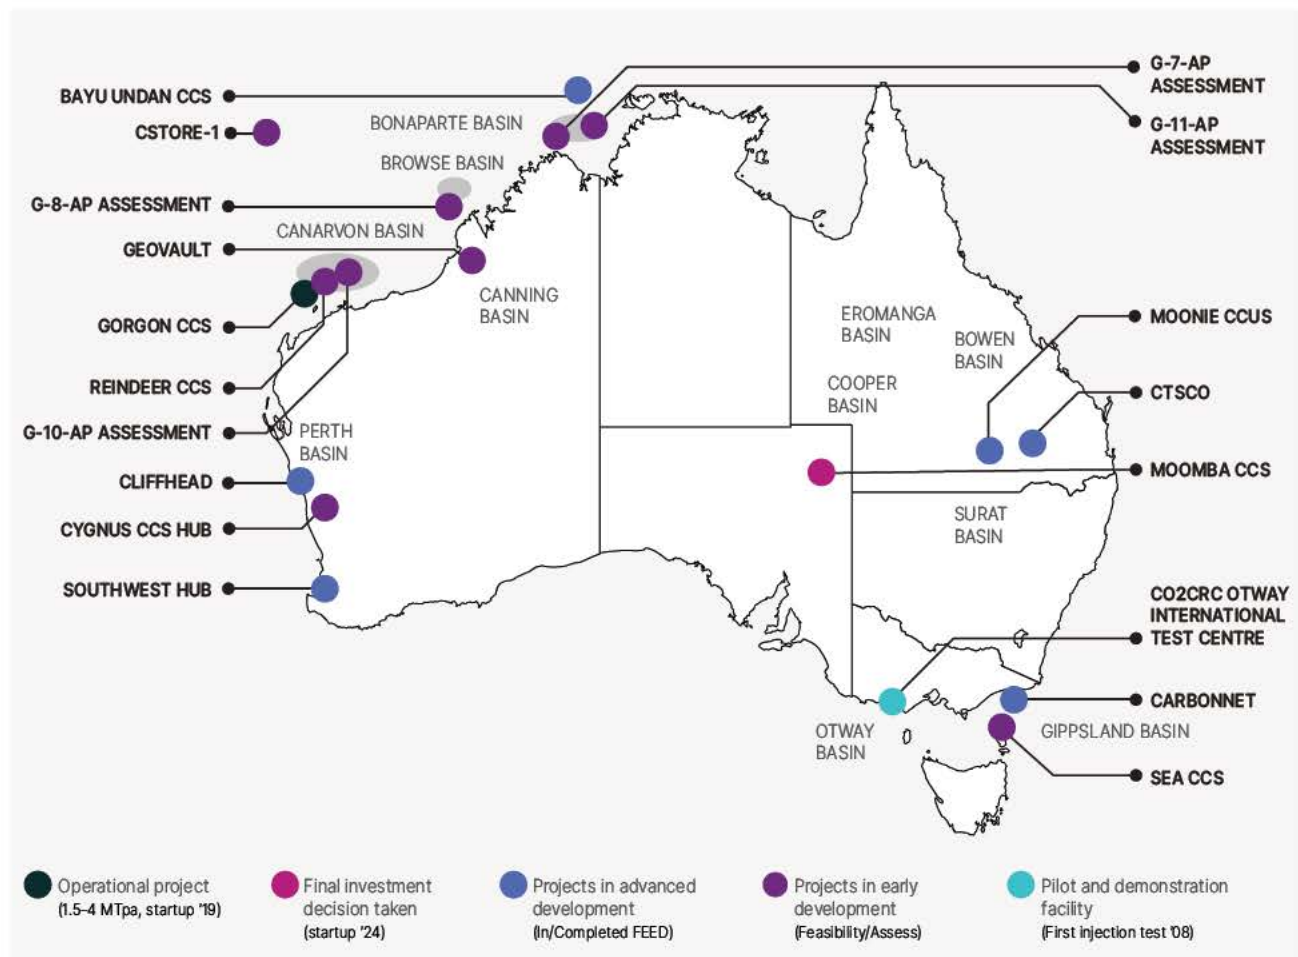 BAYU UNDAN CCS
CSTORE-1
G-8-AP ASSESSMENT
GEOVAULT
GORGON CCS
REINDEER CCS
G-10-AP ASSESSMENT
CLIFFHEAD
CYGNUS CCS HUB
SOUTHWEST HUB
BONAPARTE BASIN
BROWSE BASIN
CANARVON BASIN
CANNING
BASIN
PERTH
BASIN
EROMANGA
BASIN
BOWEN
BASIN
COOPER
BASIN
SURAT
BASIN
OTWAY
BASIN
GIPPSLAND BASIN
G-7-AP
ASSESSMENT
G-11-AP
ASSESSMENT
MOONIE CCUS
CTSCO
MOOMBA CCS
CO2CRC OTWAY
INTERNATIONAL
TEST CENTRE
CARBONNET
SEA CCS
Operational project
(1.5–4 MTpa, startup '19)
Final investment
decision taken
(startup '24)
Projects in advanced
development
(In/Completed FEED)
Projects in early
development
(Feasibility/Assess)
Pilot and demonstration
facility
(First injection test '08)